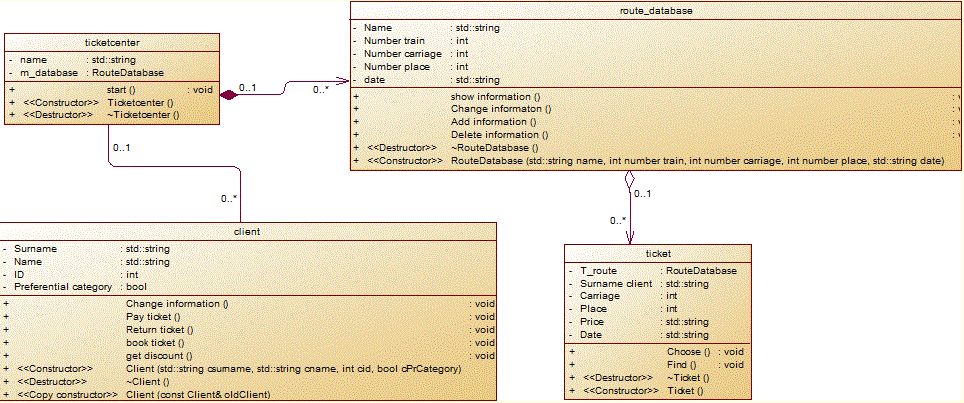 ticketcenter
- name : std::string
- m_database : RouteDatabase
+ start () : void
+ <<Constructor>> Ticketcenter ()
+ <<Destructor>> ~Ticketcenter ()
0..1
0..*
route_database
- Name : std::string
- Number train : int
- Number carriage : int
- Number place : int
- date : std::string
+ show information () :
+ Change informaton () :
+ Add information () :
+ Delete information () :
+ <<Destructor>> ~RouteDatabase ()
+ <<Constructor>> RouteDatabase (std::string name, int number train, int number carriage, int number place, std::string date)
0..1
0..*
0..1
0..*
client
- Surname : std::string
- Name : std::string
- ID : int
- Preferential category : bool
+ Change information () : void
+ Pay ticket () : void
+ Return ticket () : void
+ book ticket () : void
+ get discount () : void
+ <<Constructor>> Client (std::string csurname, std::string cname, int cid, bool cPrCategory)
+ <<Destructor>> ~Client ()
+ <<Copy constructor>> Client (const Client& oldClient)
ticket
- T_route : RouteDatabase
- Surname client : std::string
- Carriage : int
- Place : int
- Price : std::string
- Date : std::string
+ Choose () : void
+ Find () : void
+ <<Destructor>> ~Ticket ()
+ <<Constructor>> Ticket ()